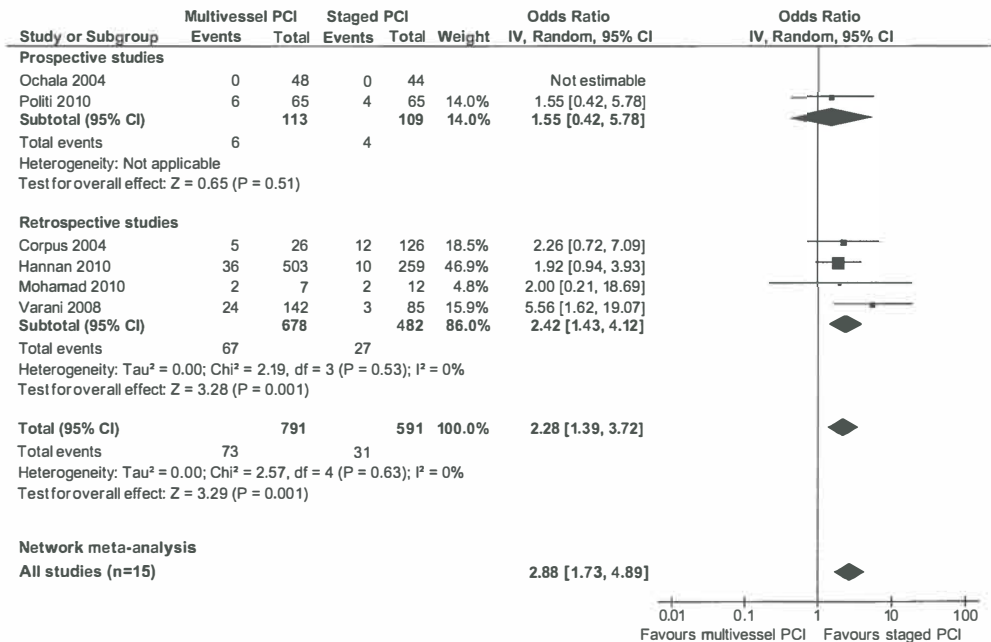 Multivessel PCI Staged PCI Odds Ratio Odds Ratio
Study or Subgroup Events Total Events Total Weight IV, Random, 95% CI IV, Random, 95% CI
Prospective studies
Ochala 2004 0 48 0 44 Not estimable
Politi 2010 6 65 4 65 14.0% 1.55 [0.42, 5.78]
Subtotal (95% CI) 113 109 14.0% 1.55 [0.42, 5.78]
Total events 6 4
Heterogeneity: Not applicable
Test for overall effect: Z = 0.65 (P = 0.51)
Retrospective studies
Corpus 2004 5 26 12 126 18.5% 2.26 [0.72, 7.09]
Hannan 2010 36 503 10 259 46.9% 1.92 [0.94, 3.93]
Mohamad 2010 2 7 2 12 4.8% 2.00 [0.21, 18.69]
Varani 2008 24 142 3 85 15.9% 5.56 [1.62, 19.07]
Subtotal (95% CI) 678 482 86.0% 2.42 [1.43, 4.12]
Total events 67 27
Heterogeneity: Tau² = 0.00; Chi² = 2.19, df = 3 (P = 0.53); I² = 0%
Test for overall effect: Z = 3.28 (P = 0.001)
Total (95% CI) 791 591 100.0% 2.28 [1.39, 3.72]
Total events 73 31
Heterogeneity: Tau² = 0.00; Chi² = 2.57, df = 4 (P = 0.63); I² = 0%
Test for overall effect: Z = 3.29 (P = 0.001)
Network meta-analysis
All studies (n=15) 2.88 [1.73, 4.89]
0.01 0.1 1 10 100
Favours multivessel PCI Favours staged PCI